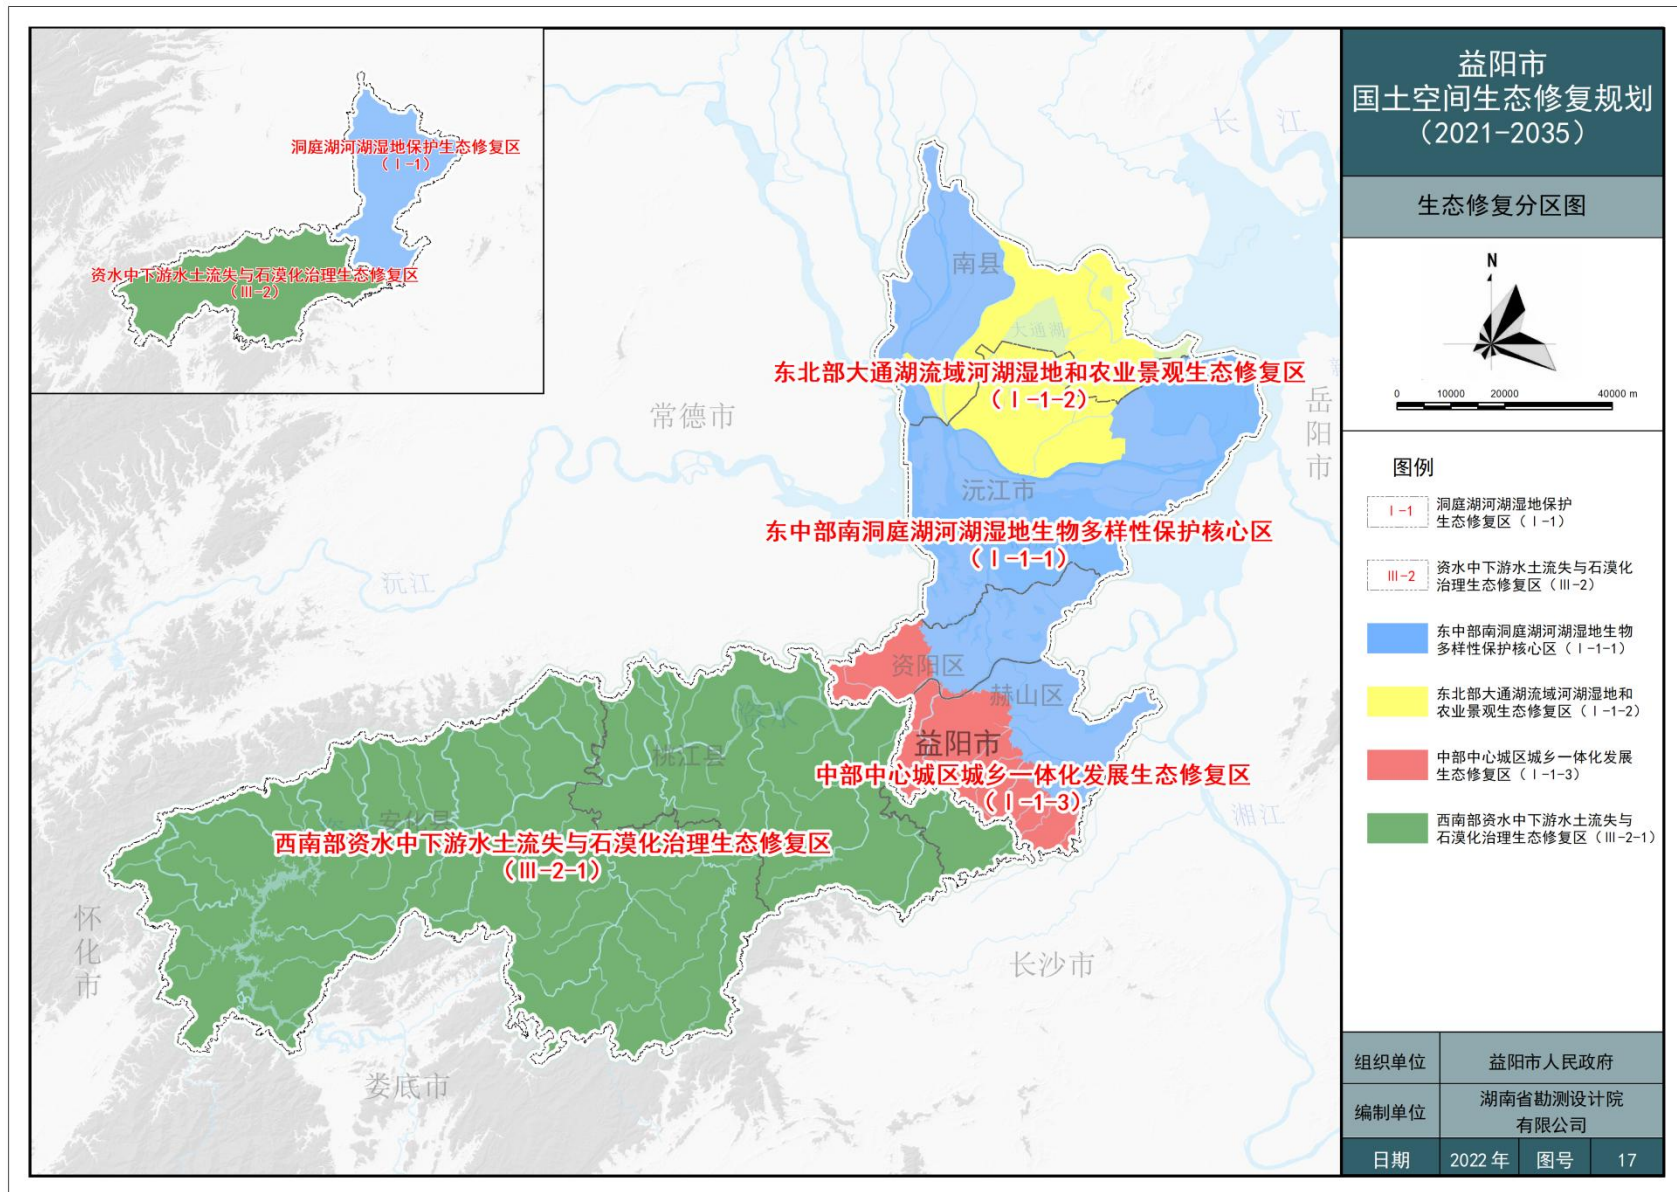 益阳市
国土空间生态修复规划
（2021-2035）
生态修复分区图
N
0 10000 20000 40000 m
图例
Ⅰ-1
洞庭湖河湖湿地保护
生态修复区（Ⅰ-1）
Ⅲ-2
资水中下游水土流失与石漠化
治理生态修复区（Ⅲ-2）
东中部南洞庭湖河湖湿地生物
多样性保护核心区（Ⅰ-1-1）
东北部大通湖流域河湖湿地和
农业景观生态修复区（Ⅰ-1-2）
中部中心城区城乡一体化发展
生态修复区（Ⅰ-1-3）
西南部资水中下游水土流失与
石漠化治理生态修复区（Ⅲ-2-1）
组织单位 益阳市人民政府
编制单位 湖南省勘测设计院
有限公司
日期 2022年 图号 17
洞庭湖河湖湿地保护生态修复区
（Ⅰ-1）
资水中下游水土流失与石漠化治理生态修复区
（Ⅲ-2）
长 江
南县
大通湖
东北部大通湖流域河湖湿地和农业景观生态修复区
（Ⅰ-1-2）
常德市
岳阳市
沅江市
东中部南洞庭湖河湖湿地生物多样性保护核心区
（Ⅰ-1-1）
沅江
资阳区
赫山区
资水
益阳市
桃江县
中部中心城区城乡一体化发展生态修复区
（Ⅰ-1-3）
湘江
安化县
西南部资水中下游水土流失与石漠化治理生态修复区
（Ⅲ-2-1）
怀化市
长沙市
娄底市